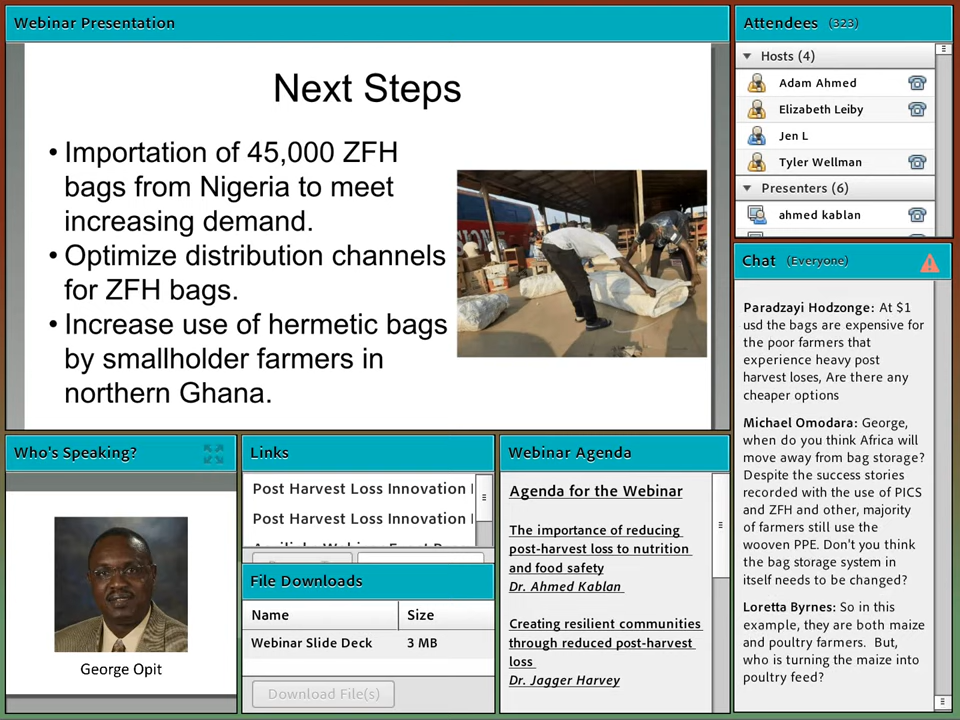 Webinar Presentation
Next Steps
• Importation of 45,000 ZFH
bags from Nigeria to meet
increasing demand.
• Optimize distribution channels
for ZFH bags.
• Increase use of hermetic bags
by smallholder farmers in
northern Ghana.
Attendees (323)
Hosts (4)
Adam Ahmed
Elizabeth Leiby
Jen L
Tyler Wellman
Presenters (6)
ahmed kablan
Chat (Everyone)
Paradzayi Hodzonge: At $1
usd the bags are expensive for
the poor farmers that
experience heavy post
harvest loses, Are there any
cheaper options
Michael Omodara: George,
when do you think Africa will
move away from bag storage?
Despite the success stories
recorded with the use of PICS
and ZFH and other, majority
of farmers still use the
wooven PPE. Don't you think
the bag storage system in
itself needs to be changed?
Loretta Byrnes: So in this
example, they are both maize
and poultry farmers. But,
who is turning the maize into
poultry feed?
Who's Speaking?
George Opit
Links
Post Harvest Loss Innovation
Post Harvest Loss Innovation
File Downloads
Name Size
Webinar Slide Deck 3 MB
Download File(s)
Webinar Agenda
Agenda for the Webinar
The importance of reducing
post-harvest loss to nutrition
and food safety
Dr. Ahmed Kablan
Creating resilient communities
through reduced post-harvest
loss
Dr. Jagger Harvey